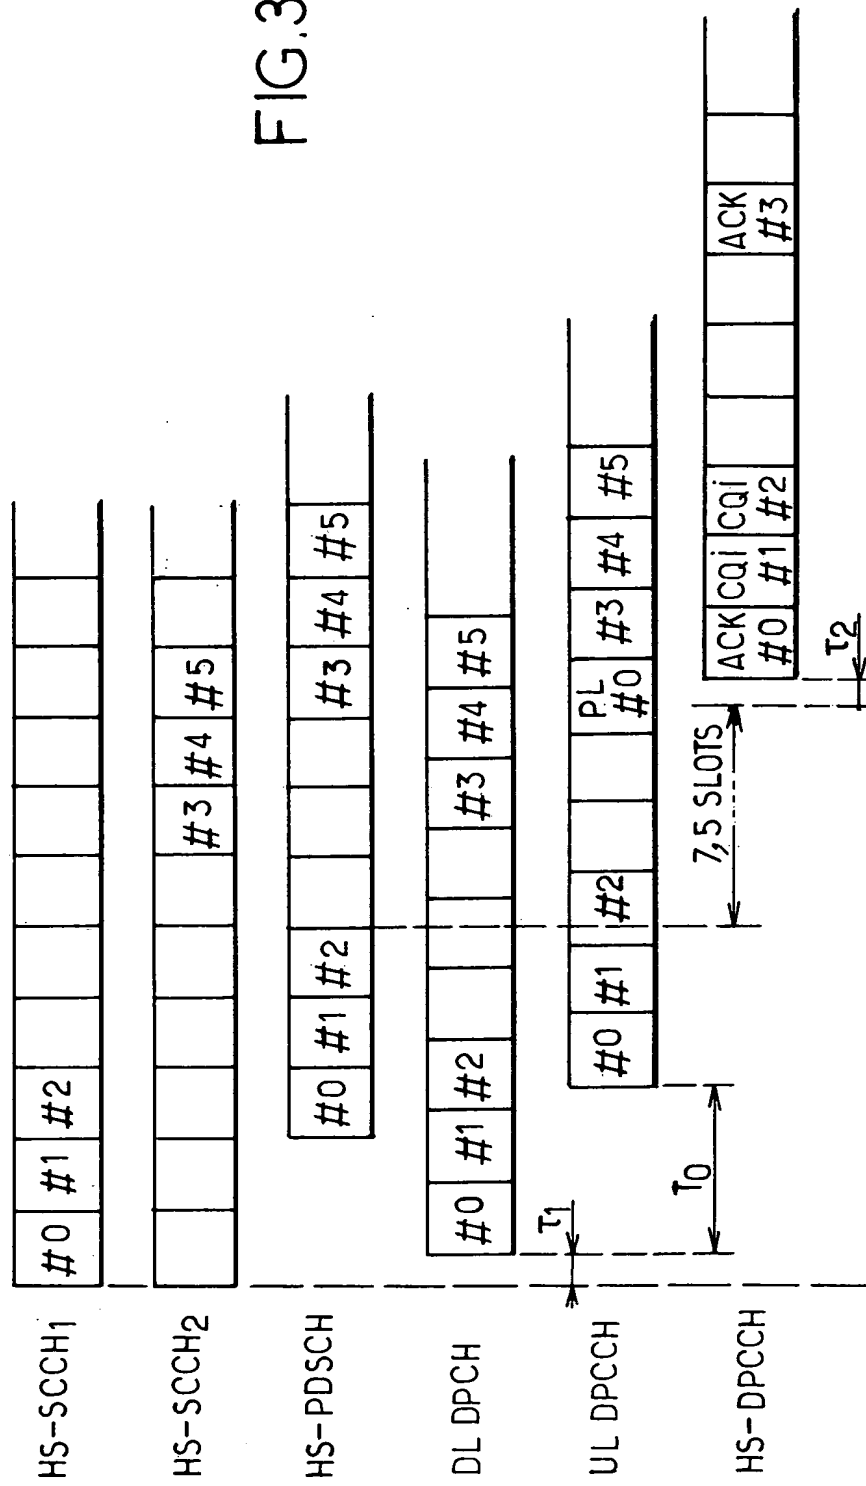 FIG.3
HS-SCCH1
#0 #1 #2
HS-SCCH2
#3 #4 #5
HS-PDSCH
#0 #1 #2 #3 #4 #5
DL DPCH
#0 #1 #2 #3 #4 #5
τ1
UL DPCCH
#0 #1 #2 PL #0 #3 #4 #5
T0
7,5 SLOTS
HS-DPCCH
ACK #0 CQi #1 CQi #2 ACK #3
τ2